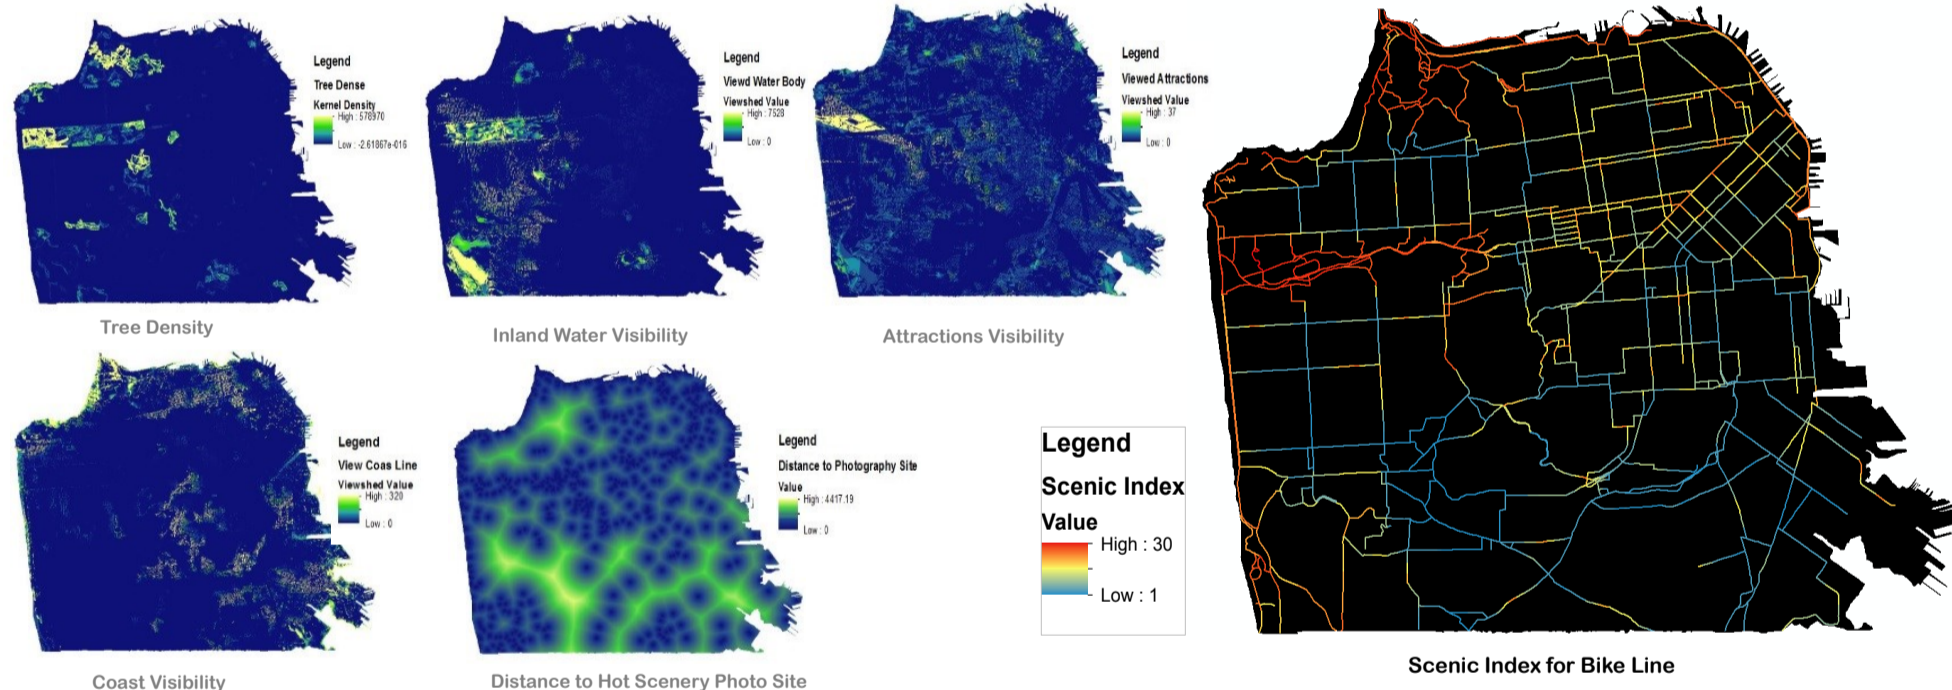 Legend
Tree Dense
Kernel Density
High : 578970
Low : -2.61867e-016
Tree Density
Legend
Viewd Water Body
Viewshed Value
High : 7528
Low : 0
Inland Water Visibility
Legend
Viewed Attractions
Viewshed Value
High : 37
Low : 0
Attractions Visibility
Legend
View Coas Line
Viewshed Value
High : 320
Low : 0
Coast Visibility
Legend
Distance to Photography Site
Value
High : 4417.19
Low : 0
Distance to Hot Scenery Photo Site
Legend
Scenic Index
Value
High : 30
Low : 1
Scenic Index for Bike Line